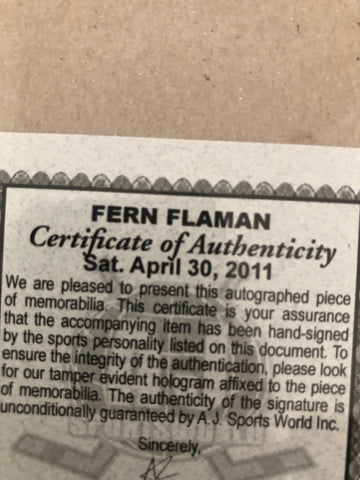 FERN FLAMAN
Certificate of Authenticity
Sat. April 30, 2011
We are pleased to present this autographed piece
of memorabilia. This certificate is your assurance
that the accompanying item has been hand-signed
by the sports personality listed on this document. To
ensure the integrity of the authentication, please look
for our tamper evident hologram affixed to the piece
of memorabilia. The authenticity of the signature is
unconditionally guaranteed by A.J. Sports World Inc.
Sincerely,